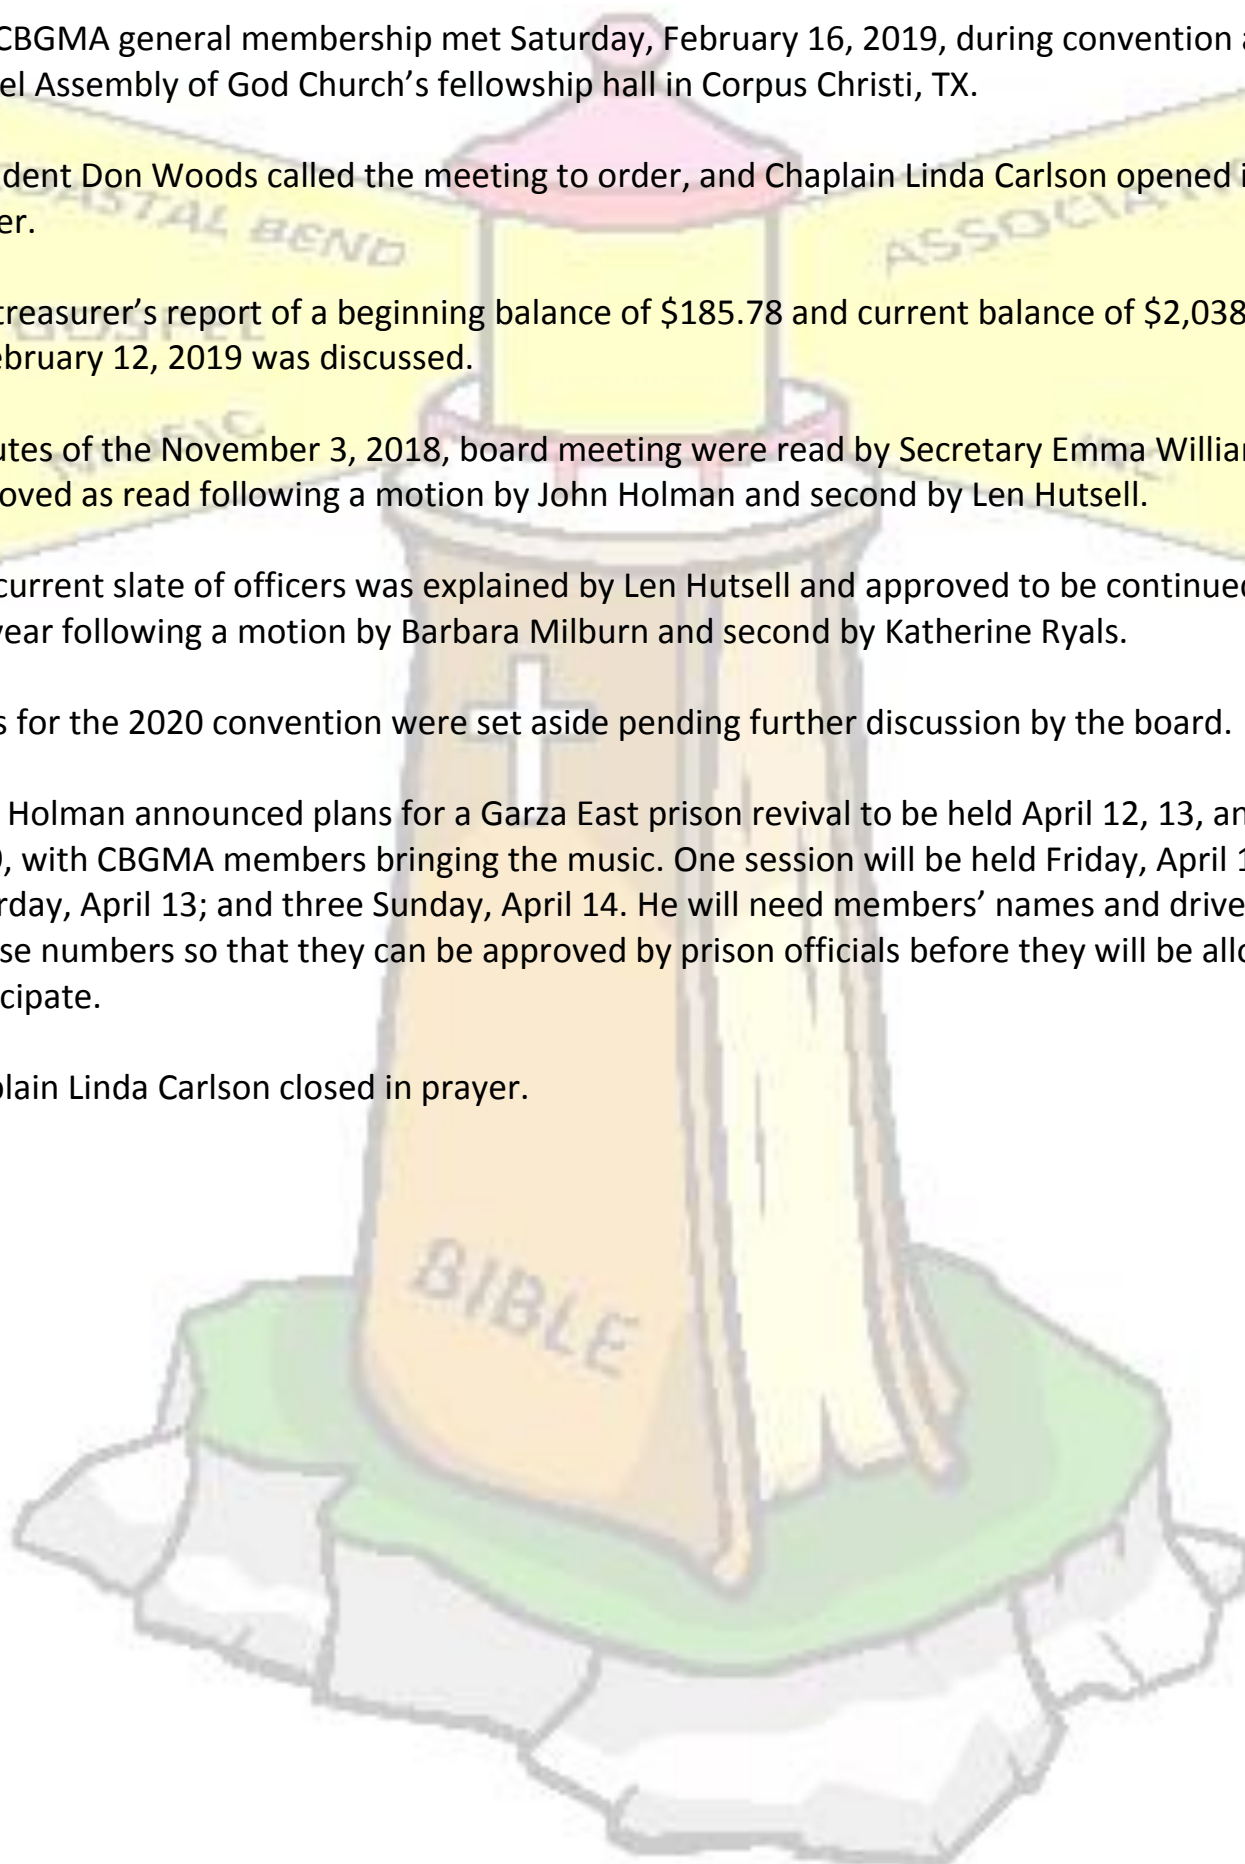 CBGMA general membership met Saturday, February 16, 2019, during convention a
el Assembly of God Church's fellowship hall in Corpus Christi, TX.
dent Don Woods called the meeting to order, and Chaplain Linda Carlson opened i
er.
treasurer's report of a beginning balance of $185.78 and current balance of $2,038
ebruary 12, 2019 was discussed.
utes of the November 3, 2018, board meeting were read by Secretary Emma Willia
oved as read following a motion by John Holman and second by Len Hutsell.
current slate of officers was explained by Len Hutsell and approved to be continued
year following a motion by Barbara Milburn and second by Katherine Ryals.
s for the 2020 convention were set aside pending further discussion by the board.
Holman announced plans for a Garza East prison revival to be held April 12, 13, an
, with CBGMA members bringing the music. One session will be held Friday, April 1
rday, April 13; and three Sunday, April 14. He will need members' names and drive
se numbers so that they can be approved by prison officials before they will be allo
cipate.
plain Linda Carlson closed in prayer.
COASTAL BEND
GOSPEL
MUSIC
ASSOCIATI
INC
BIBLE